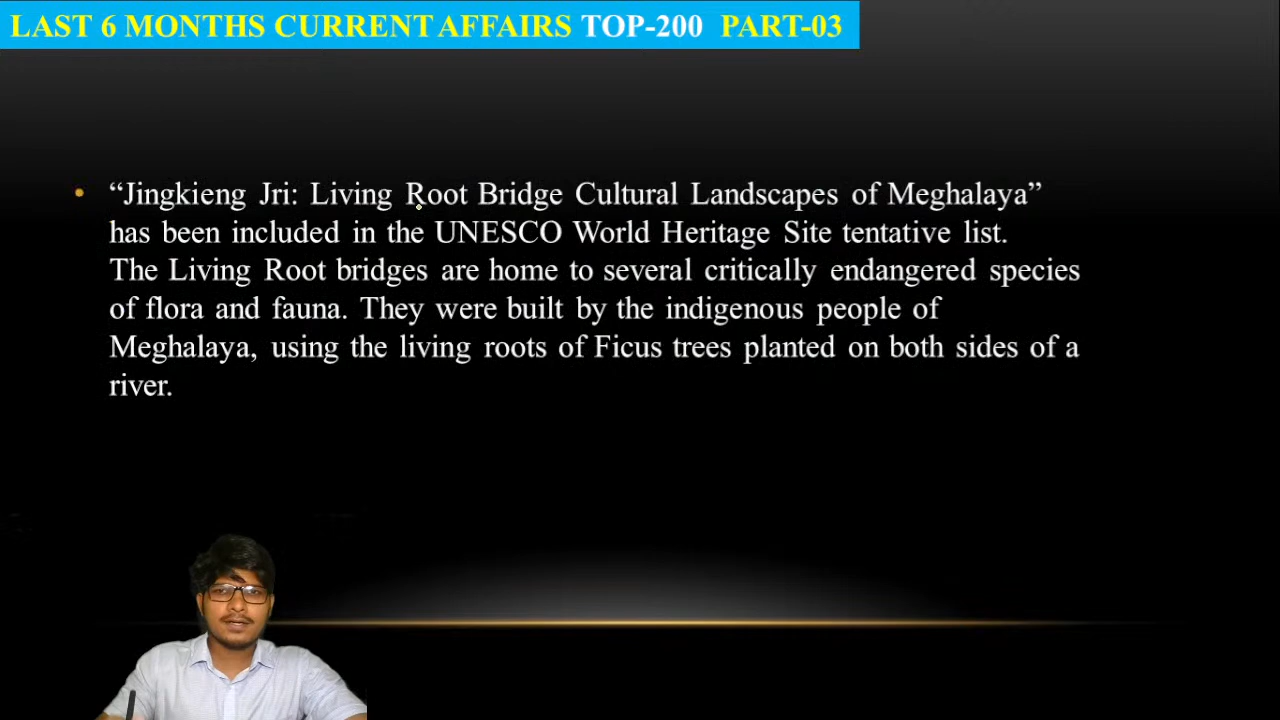 LAST 6 MONTHS CURRENT AFFAIRS TOP-200 PART-03
• “Jingkieng Jri: Living Root Bridge Cultural Landscapes of Meghalaya”
has been included in the UNESCO World Heritage Site tentative list.
The Living Root bridges are home to several critically endangered species
of flora and fauna. They were built by the indigenous people of
Meghalaya, using the living roots of Ficus trees planted on both sides of a
river.